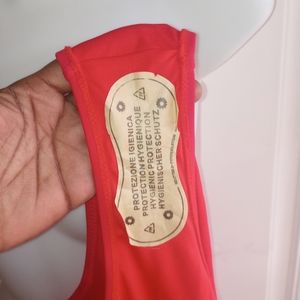 PROTEZIONE IGIENICA
PROTECTION HYGIENIQUE
HYGIENIC PROTECTION
HYGIENISCHER SCHUTZ